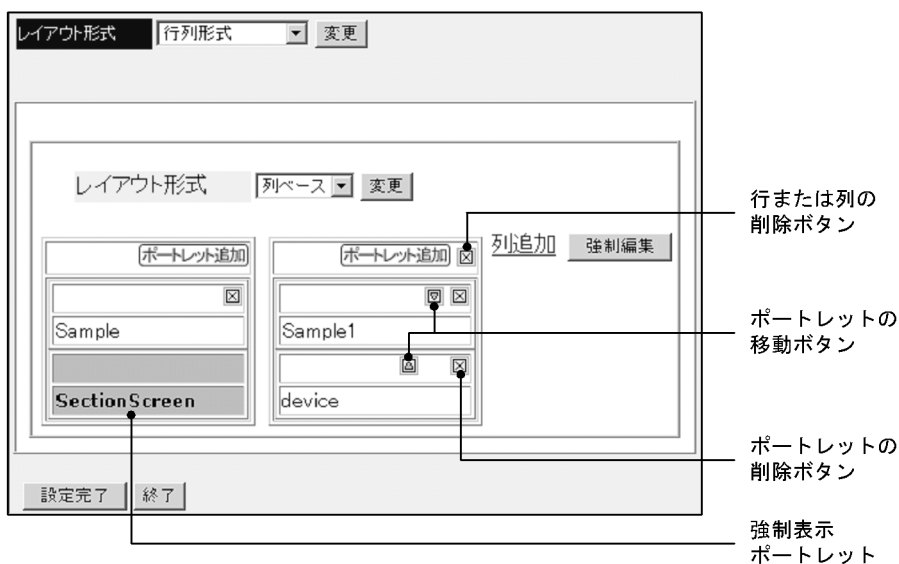 レイアウト形式 行列形式 変更
レイアウト形式 列ベース 変更
ポートレット追加 ポートレット追加 列追加 強制編集
Sample Sample1
SectionScreen device
設定完了 終了
行または列の
削除ボタン
ポートレットの
移動ボタン
ポートレットの
削除ボタン
強制表示
ポートレット